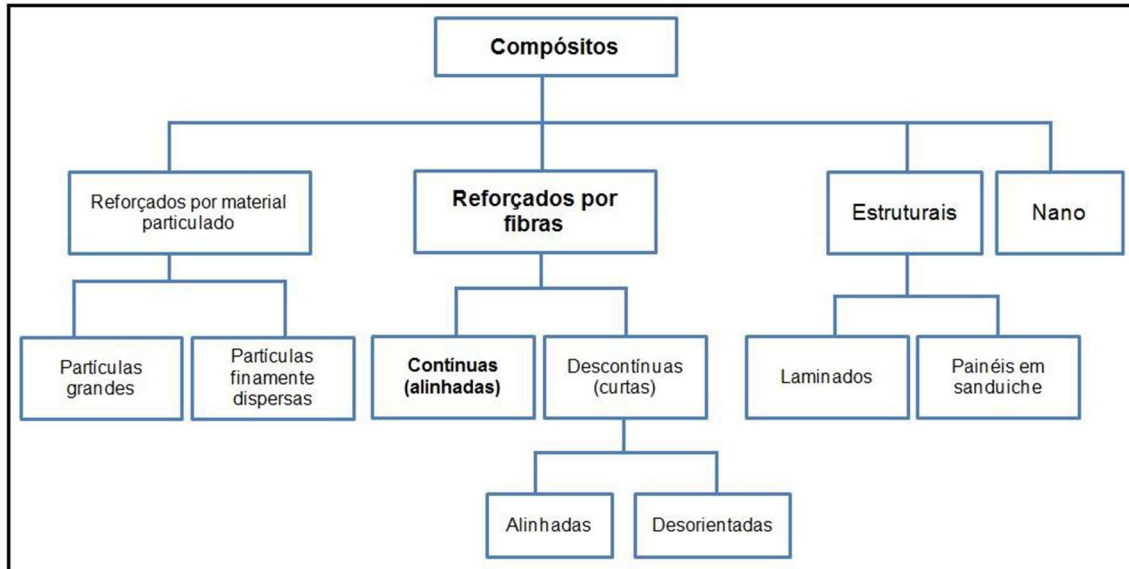 Compósitos
Reforçados por material
particulado
Reforçados por
fibras
Estruturais
Nano
Partículas
grandes
Partículas
finamente
dispersas
Contínuas
(alinhadas)
Descontínuas
(curtas)
Laminados
Painéis em
sanduiche
Alinhadas
Desorientadas